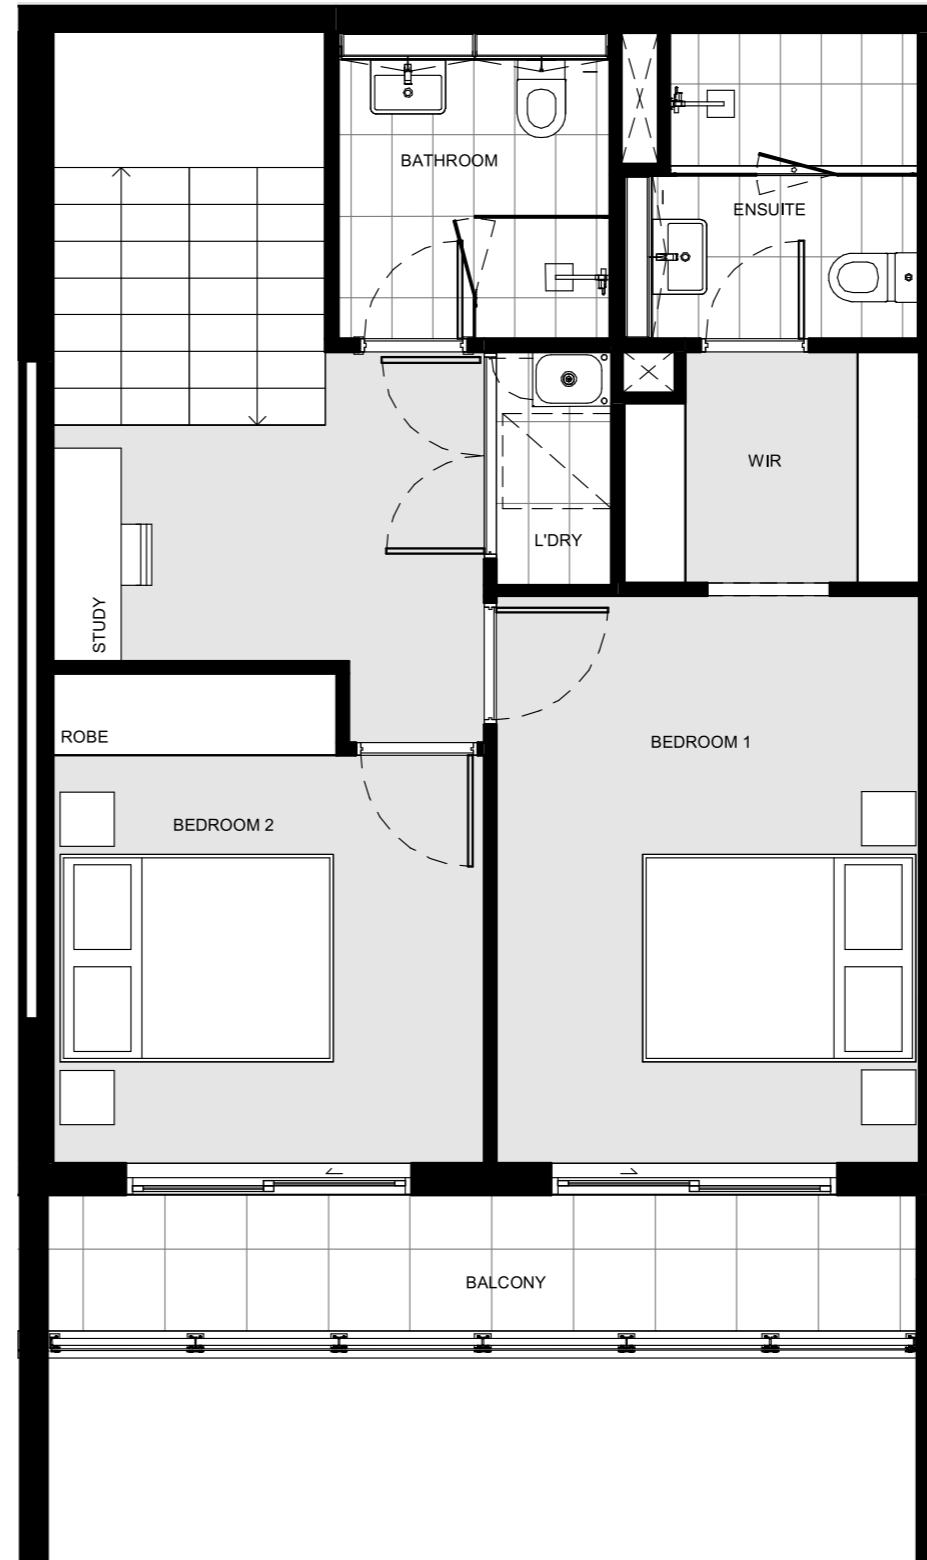 BATHROOM
ENSUITE
WIR
L'DRY
STUDY
ROBE
BEDROOM 1
BEDROOM 2
BALCONY